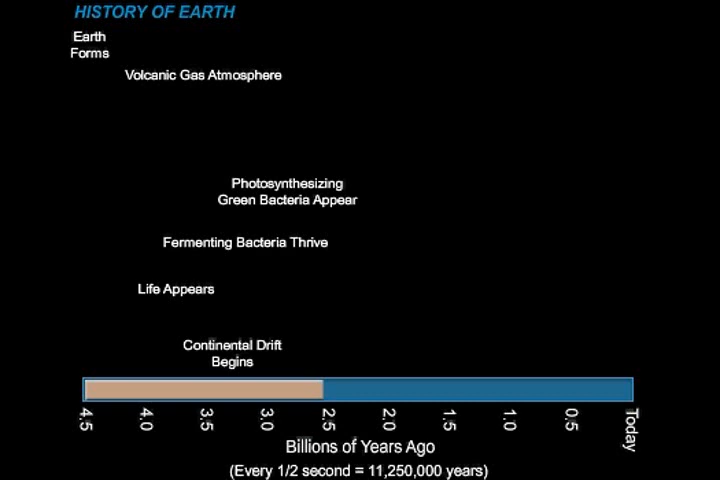 HISTORY OF EARTH
Earth
Forms
Volcanic Gas Atmosphere
Photosynthesizing
Green Bacteria Appear
Fermenting Bacteria Thrive
Life Appears
Continental Drift
Begins
4.5 4.0 3.5 3.0 2.5 2.0 1.5 1.0 0.5 Today
Billions of Years Ago
(Every 1/2 second = 11,250,000 years)